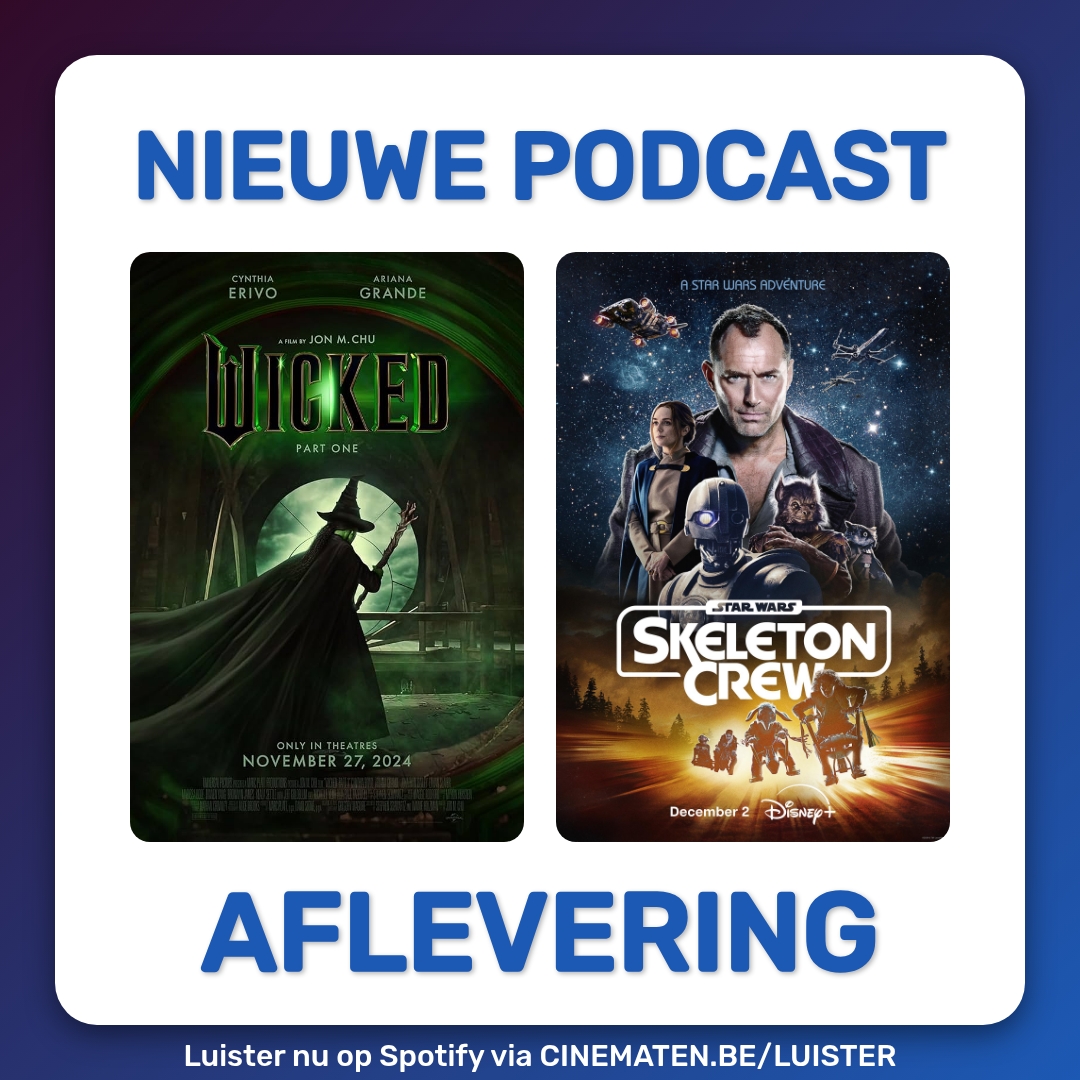 NIEUWE PODCAST
CYNTHIA ERIVO
ARIANA GRANDE
A FILM BY JON M. CHU
WICKED
PART ONE
ONLY IN THEATRES
NOVEMBER 27, 2024
A STAR WARS ADVENTURE
STAR WARS
SKELETON
CREW
December 2 Disney+
AFLEVERING
Luister nu op Spotify via CINEMATEN.BE/LUISTER